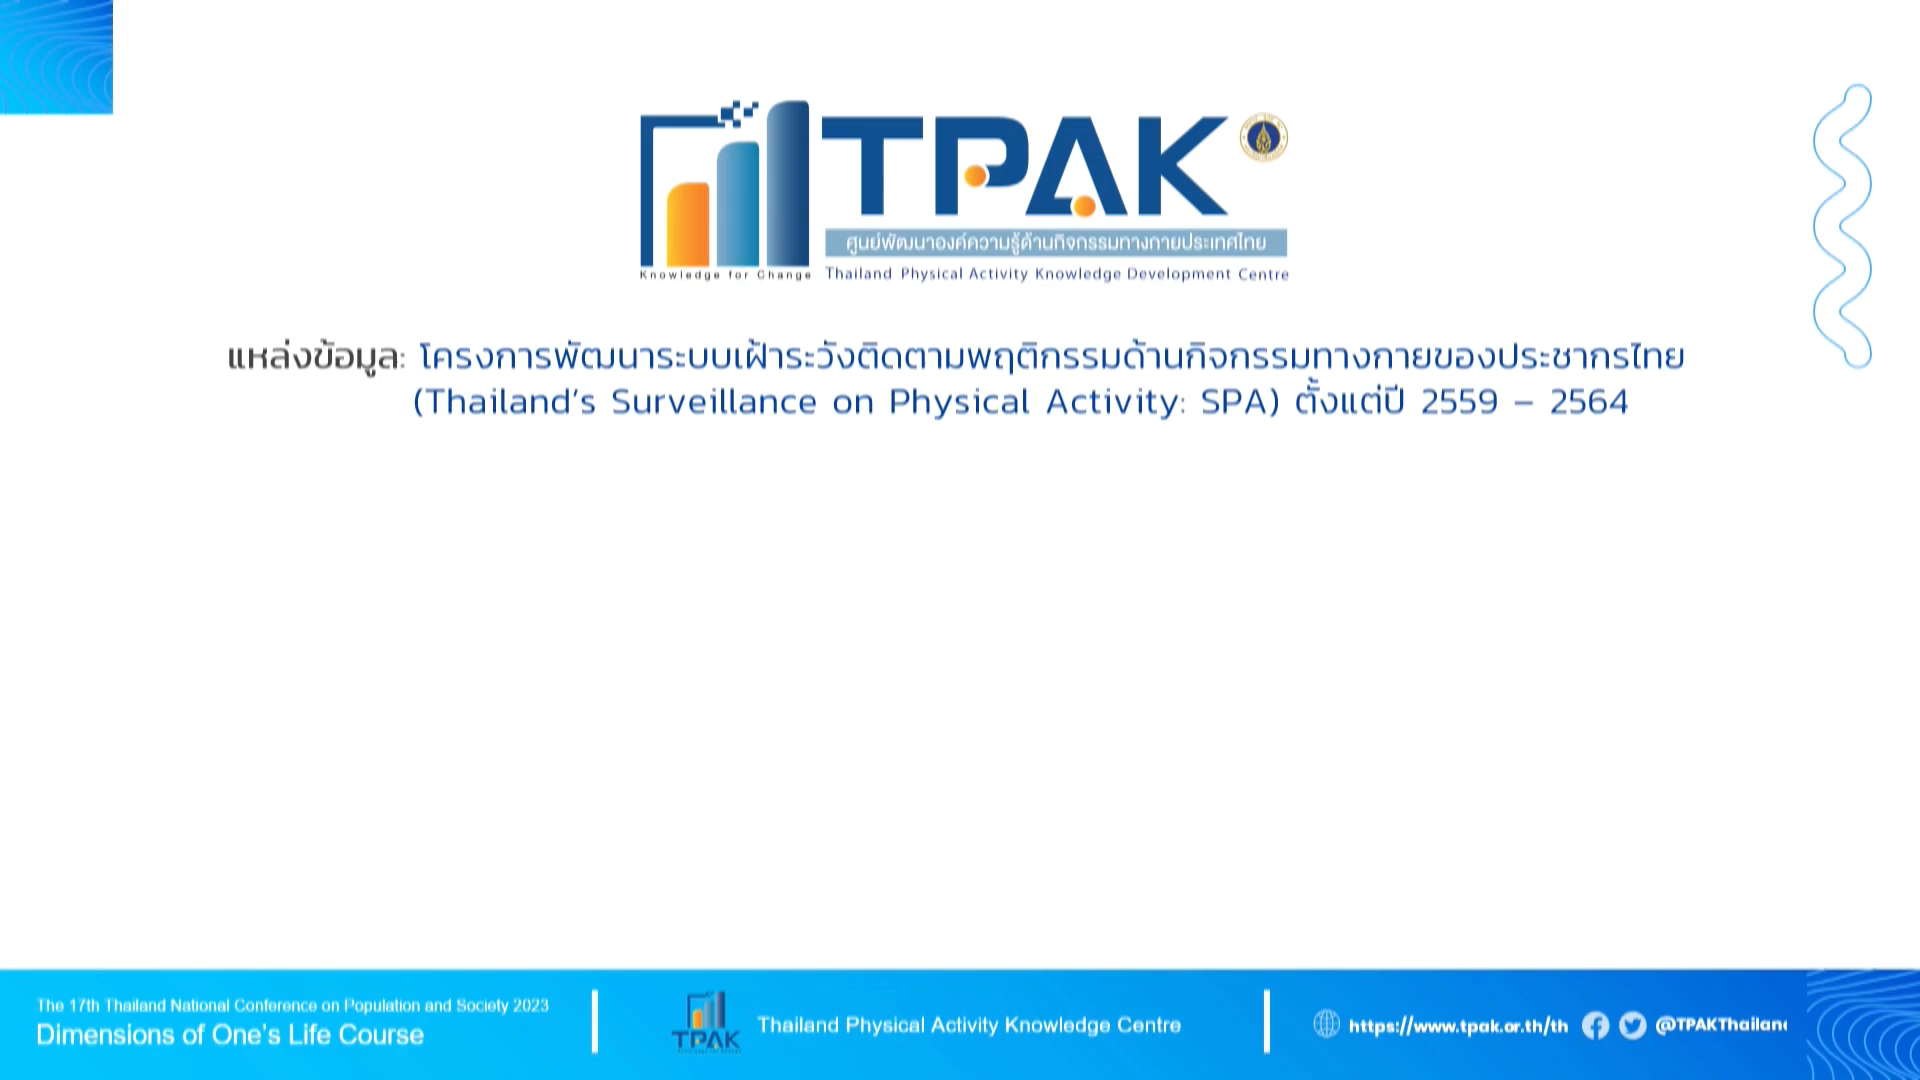 TPAK
ศูนย์พัฒนาองค์ความรู้ด้านกิจกรรมทางกายประเทศไทย
Knowledge for Change
Thailand Physical Activity Knowledge Development Centre
แหล่งข้อมูล: โครงการพัฒนาระบบเฝ้าระวังติดตามพฤติกรรมด้านกิจกรรมทางกายของประชากรไทย
(Thailand's Surveillance on Physical Activity: SPA) ตั้งแต่ปี 2559 – 2564
The 17th Thailand National Conference on Population and Society 2023
Dimensions of One's Life Course
TPAK
Thailand Physical Activity Knowledge Centre
https://www.tpak.or.th/th
@TPAKThailan